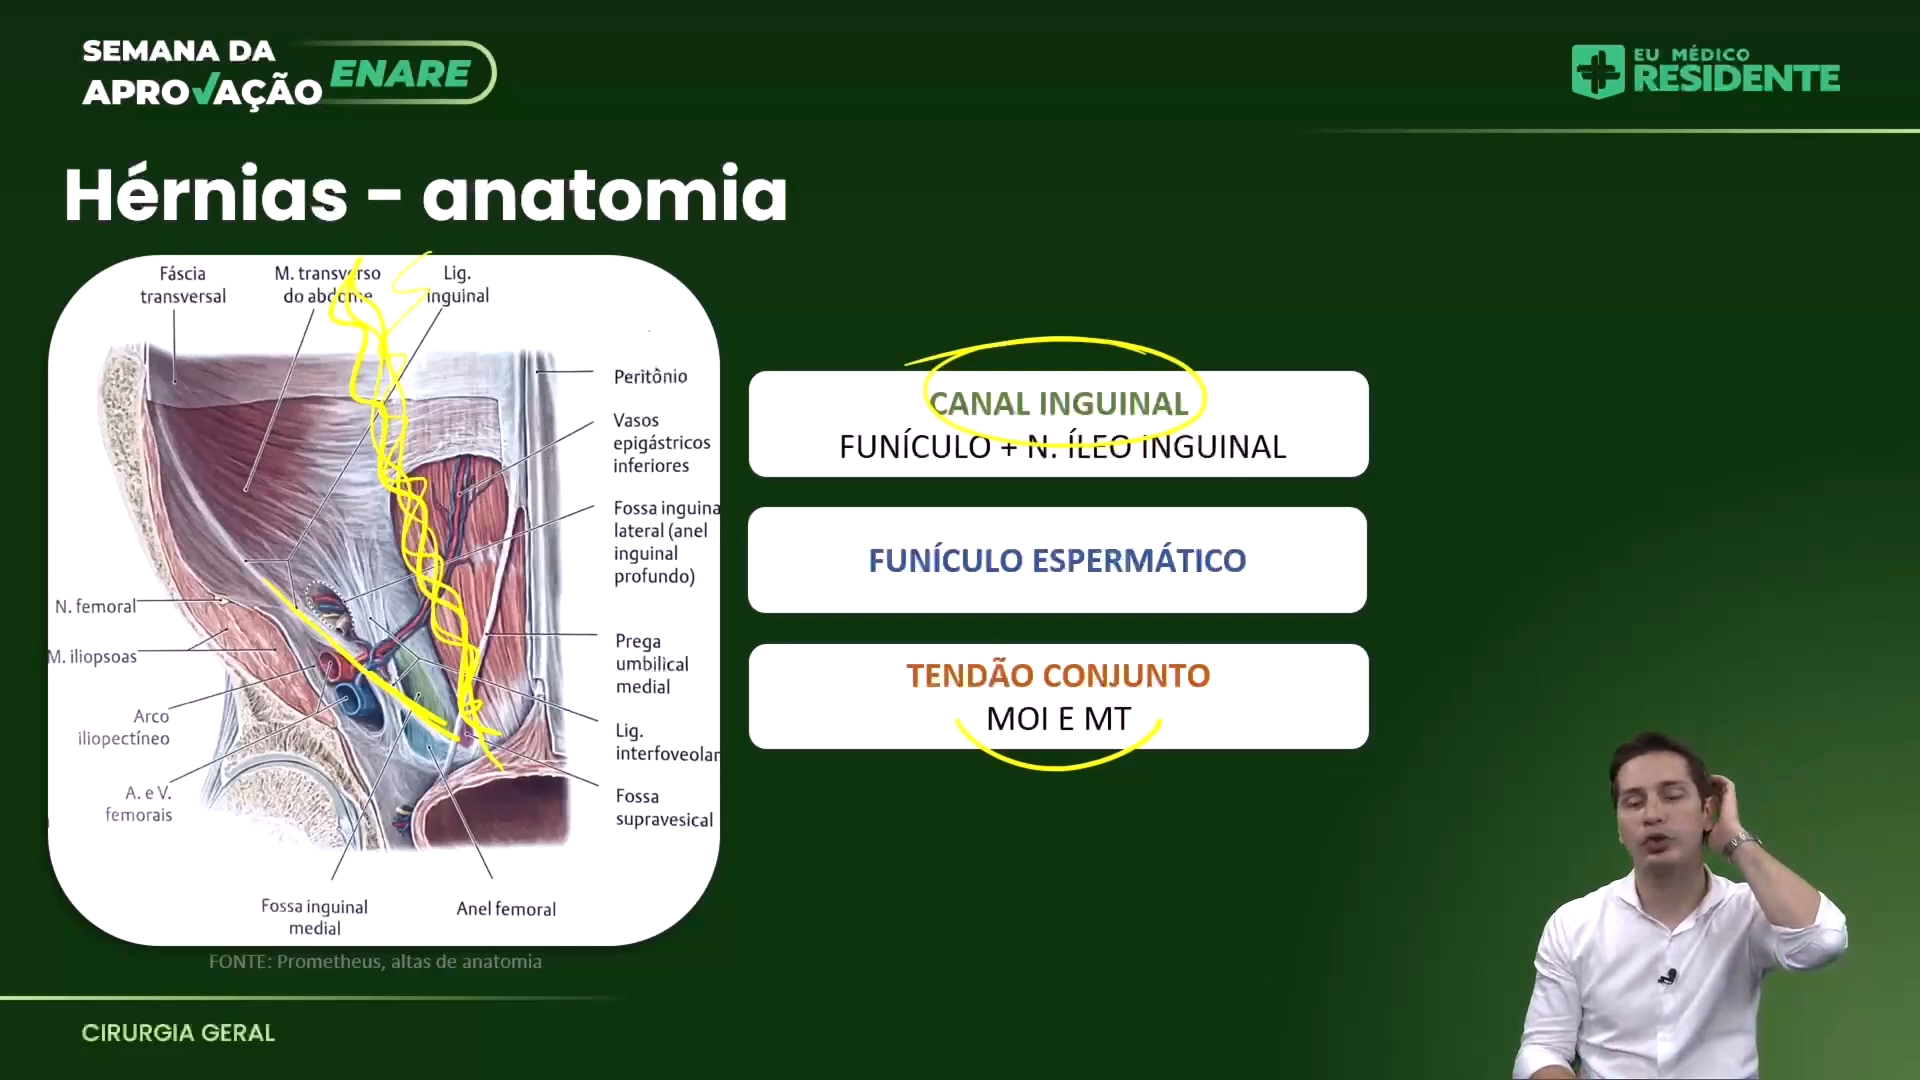 SEMANA DA
APROVAÇÃO ENARE
EU MÉDICO
RESIDENTE
Hérnias - anatomia
Fáscia
transversal
M. transverso
do abdome
Lig.
inguinal
Peritônio
Vasos
epigástricos
inferiores
Fossa inguina
lateral (anel
inguinal
profundo)
Prega
umbilical
medial
Lig.
interfoveolar
Fossa
supravesical
N. femoral
M. iliopsoas
Arco
iliopectíneo
A. e V.
femorais
Fossa inguinal
medial
Anel femoral
FONTE: Prometheus, altas de anatomia
CANAL INGUINAL
FUNÍCULO + N. ÍLEO INGUINAL
FUNÍCULO ESPERMÁTICO
TENDÃO CONJUNTO
MOI E MT
CIRURGIA GERAL